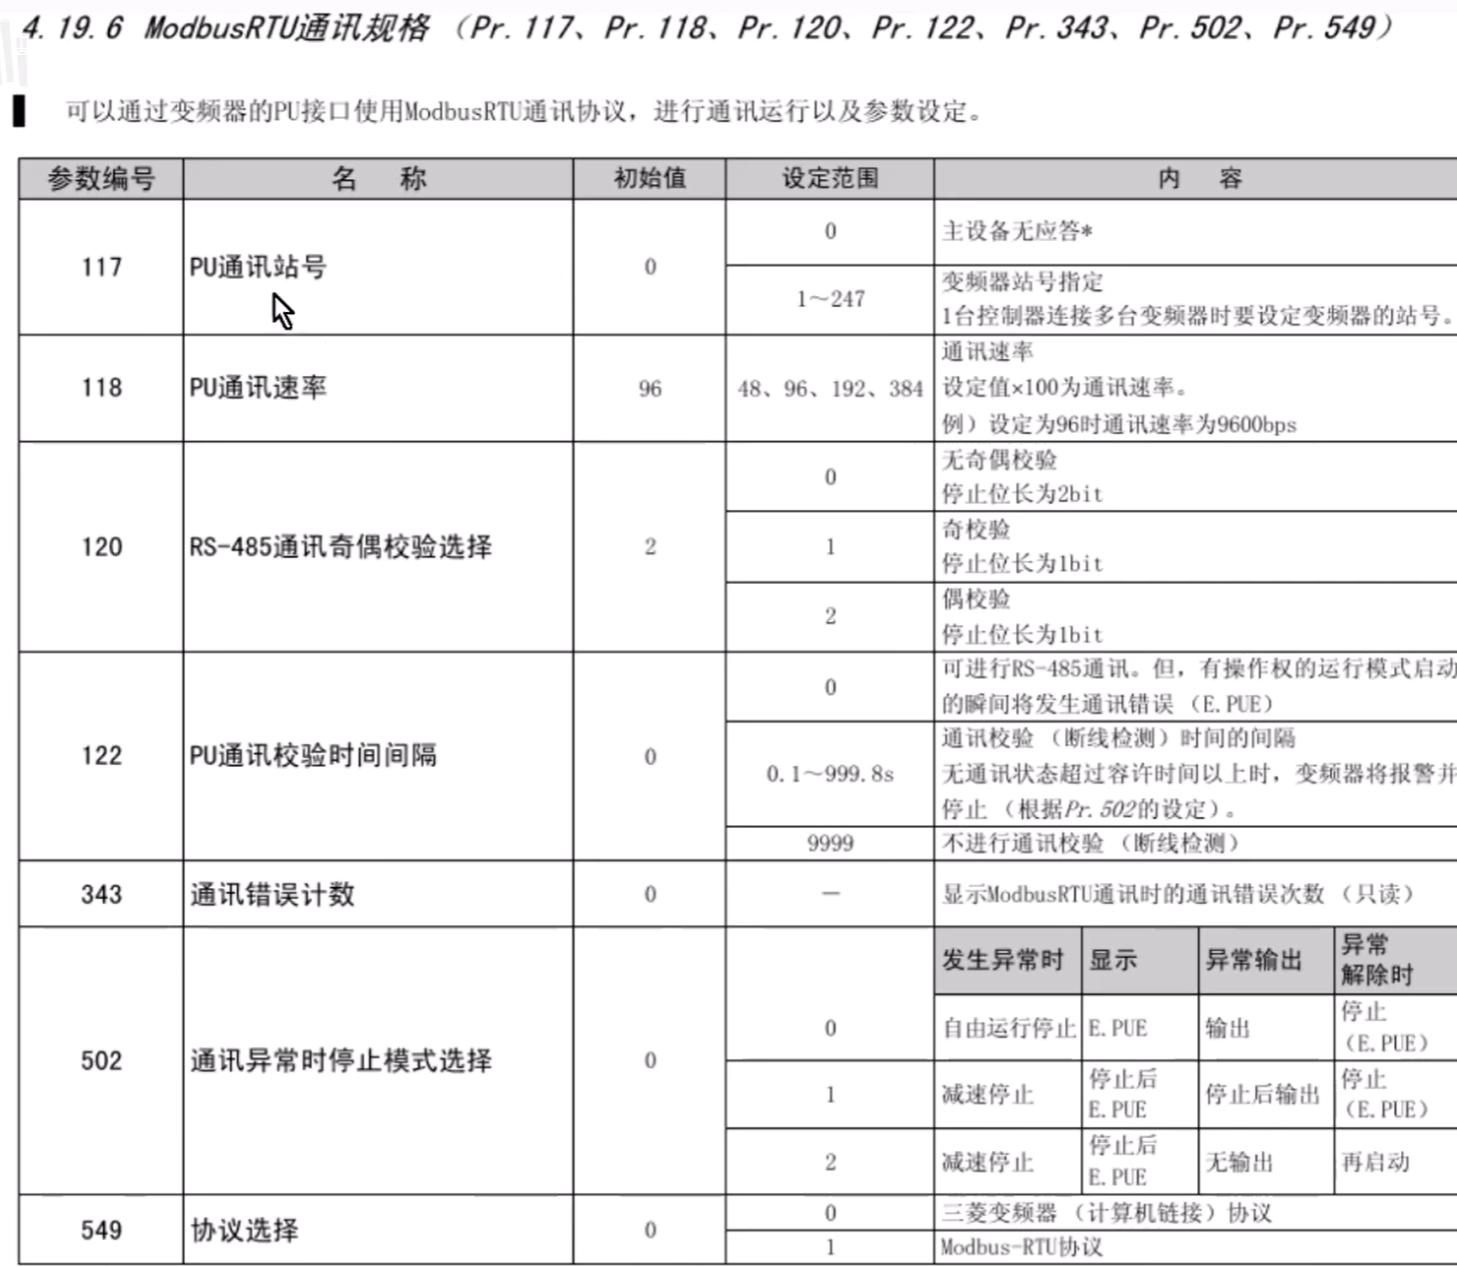 4.19.6 ModbusRTU通讯规格（Pr.117、Pr.118、Pr.120、Pr.122、Pr.343、Pr.502、Pr.549）
可以通过变频器的PU接口使用ModbusRTU通讯协议，进行通讯运行以及参数设定。
参数编号 名 称 初始值 设定范围 内 容
117 PU通讯站号 0
0 主设备无应答*
1～247 变频器站号指定
1台控制器连接多台变频器时要设定变频器的站号。
118 PU通讯速率 96 48、96、192、384
通讯速率
设定值×100为通讯速率。
例）设定为96时通讯速率为9600bps
120 RS-485通讯奇偶校验选择 2
0 无奇偶校验
停止位长为2bit
1 奇校验
停止位长为1bit
2 偶校验
停止位长为1bit
122 PU通讯校验时间间隔 0
0 可进行RS-485通讯。但，有操作权的运行模式启动
的瞬间将发生通讯错误（E.PUE）
0.1～999.8s 通讯校验（断线检测）时间的间隔
无通讯状态超过容许时间以上时，变频器将报警并
停止（根据Pr.502的设定）。
9999 不进行通讯校验（断线检测）
343 通讯错误计数 0 － 显示ModbusRTU通讯时的通讯错误次数（只读）
502 通讯异常时停止模式选择 0
发生异常时 显示 异常输出 异常
解除时
0 自由运行停止 E.PUE 输出 停止
（E.PUE）
1 减速停止 停止后
E.PUE 停止后输出 停止
（E.PUE）
2 减速停止 停止后
E.PUE 无输出 再启动
549 协议选择 0
0 三菱变频器（计算机链接）协议
1 Modbus-RTU协议